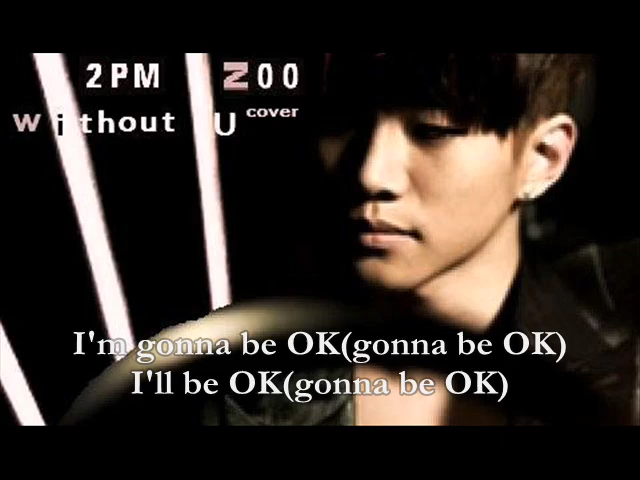 2PM ZOO
without U cover
I'm gonna be OK(gonna be OK)
I'll be OK(gonna be OK)